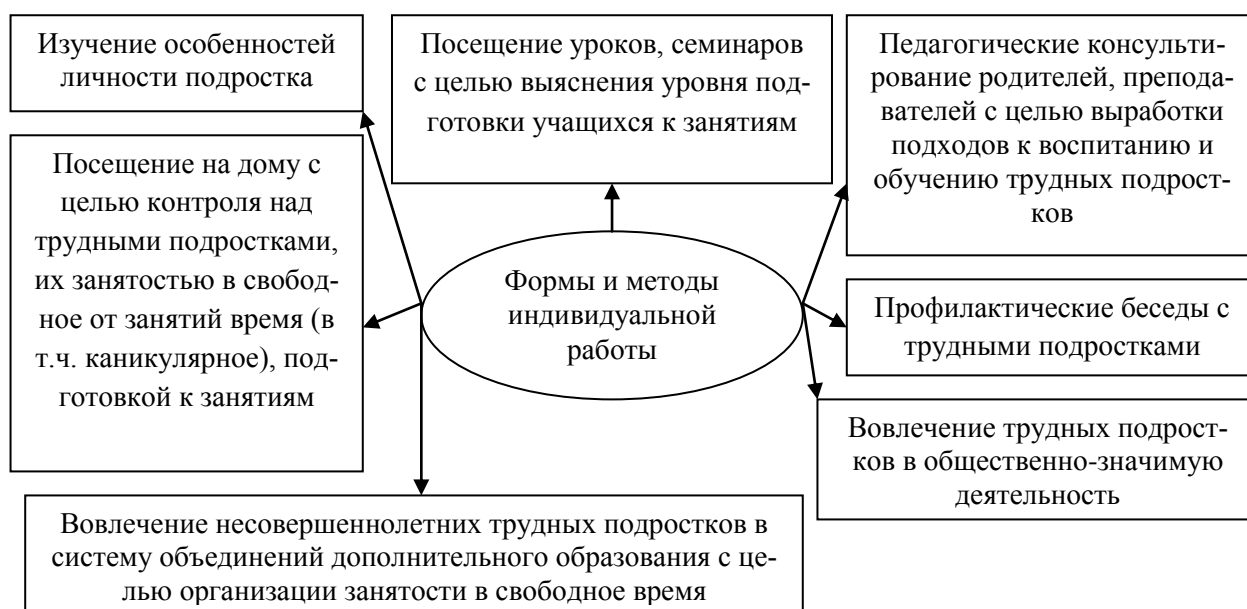 Изучение особенностей
личности подростка
Посещение уроков, семинаров
с целью выяснения уровня под-
готовки учащихся к занятиям
Педагогические консульти-
рование родителей, препода-
вателей с целью выработки
подходов к воспитанию и
обучению трудных подрост-
ков
Посещение на дому с
целью контроля над
трудными подростками,
их занятостью в свобод-
ное от занятий время (в
т.ч. каникулярное), под-
готовкой к занятиям
Формы и методы
индивидуальной
работы
Профилактические беседы с
трудными подростками
Вовлечение трудных подрост-
ков в общественно-значимую
деятельность
Вовлечение несовершеннолетних трудных подростков в
систему объединений дополнительного образования с це-
лью организации занятости в свободное время